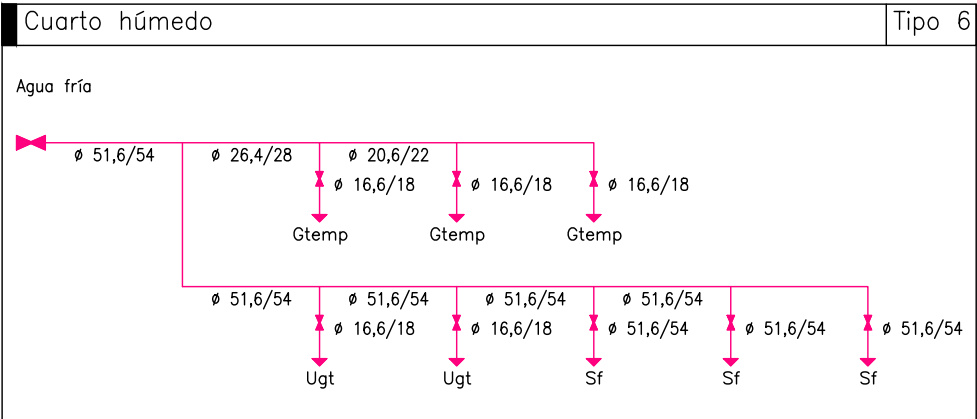 Cuarto húmedo Tipo 6
Agua fría
ø 51,6/54 ø 26,4/28 ø 20,6/22
ø 16,6/18 ø 16,6/18 ø 16,6/18
Gtemp Gtemp Gtemp
ø 51,6/54 ø 51,6/54 ø 51,6/54 ø 51,6/54
ø 16,6/18 ø 16,6/18 ø 51,6/54 ø 51,6/54 ø 51,6/54
Ugt Ugt Sf Sf Sf